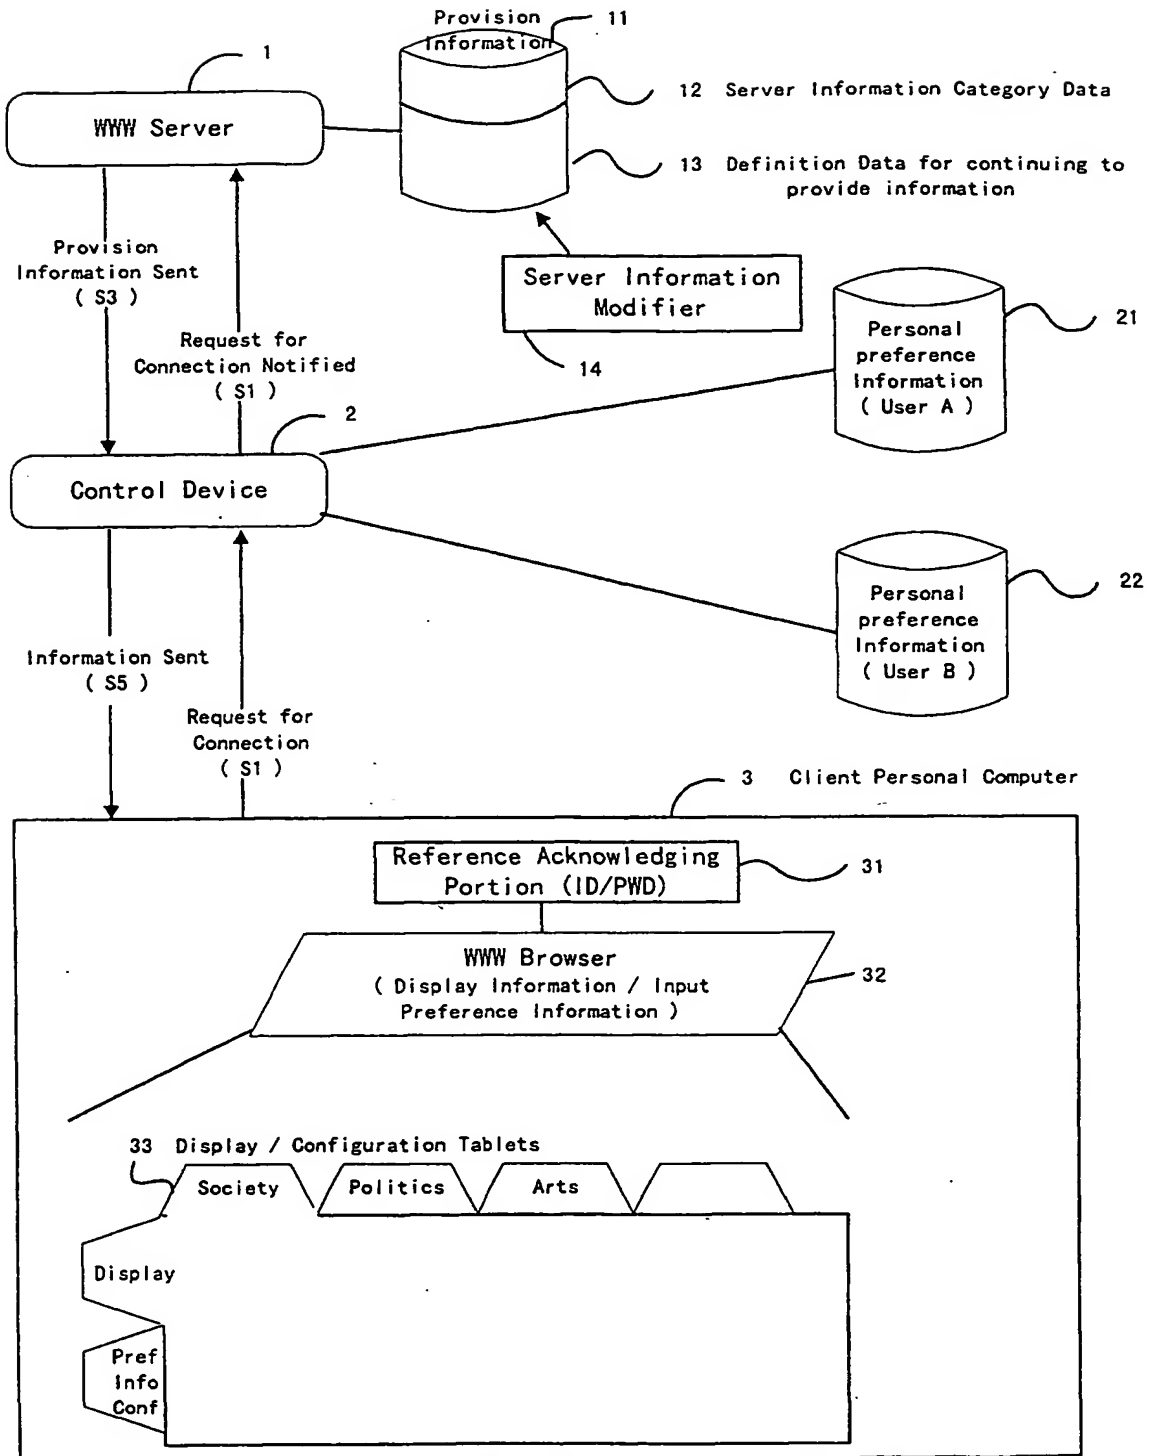 Provision
Information
11
1
12 Server Information Category Data
WWW Server
13 Definition Data for continuing to
provide information
Provision
Information Sent
( S3 )
Server Information
Modifier
14
Request for
Connection Notified
( S1 )
21
Personal
preference
Information
( User A )
2
Control Device
22
Personal
preference
Information
( User B )
Information Sent
( S5 )
Request for
Connection
( S1 )
3 Client Personal Computer
Reference Acknowledging
Portion (ID/PWD)
31
WWW Browser
( Display Information / Input
Preference Information )
32
33 Display / Configuration Tablets
Society
Politics
Arts
Display
Pref
Info
Conf